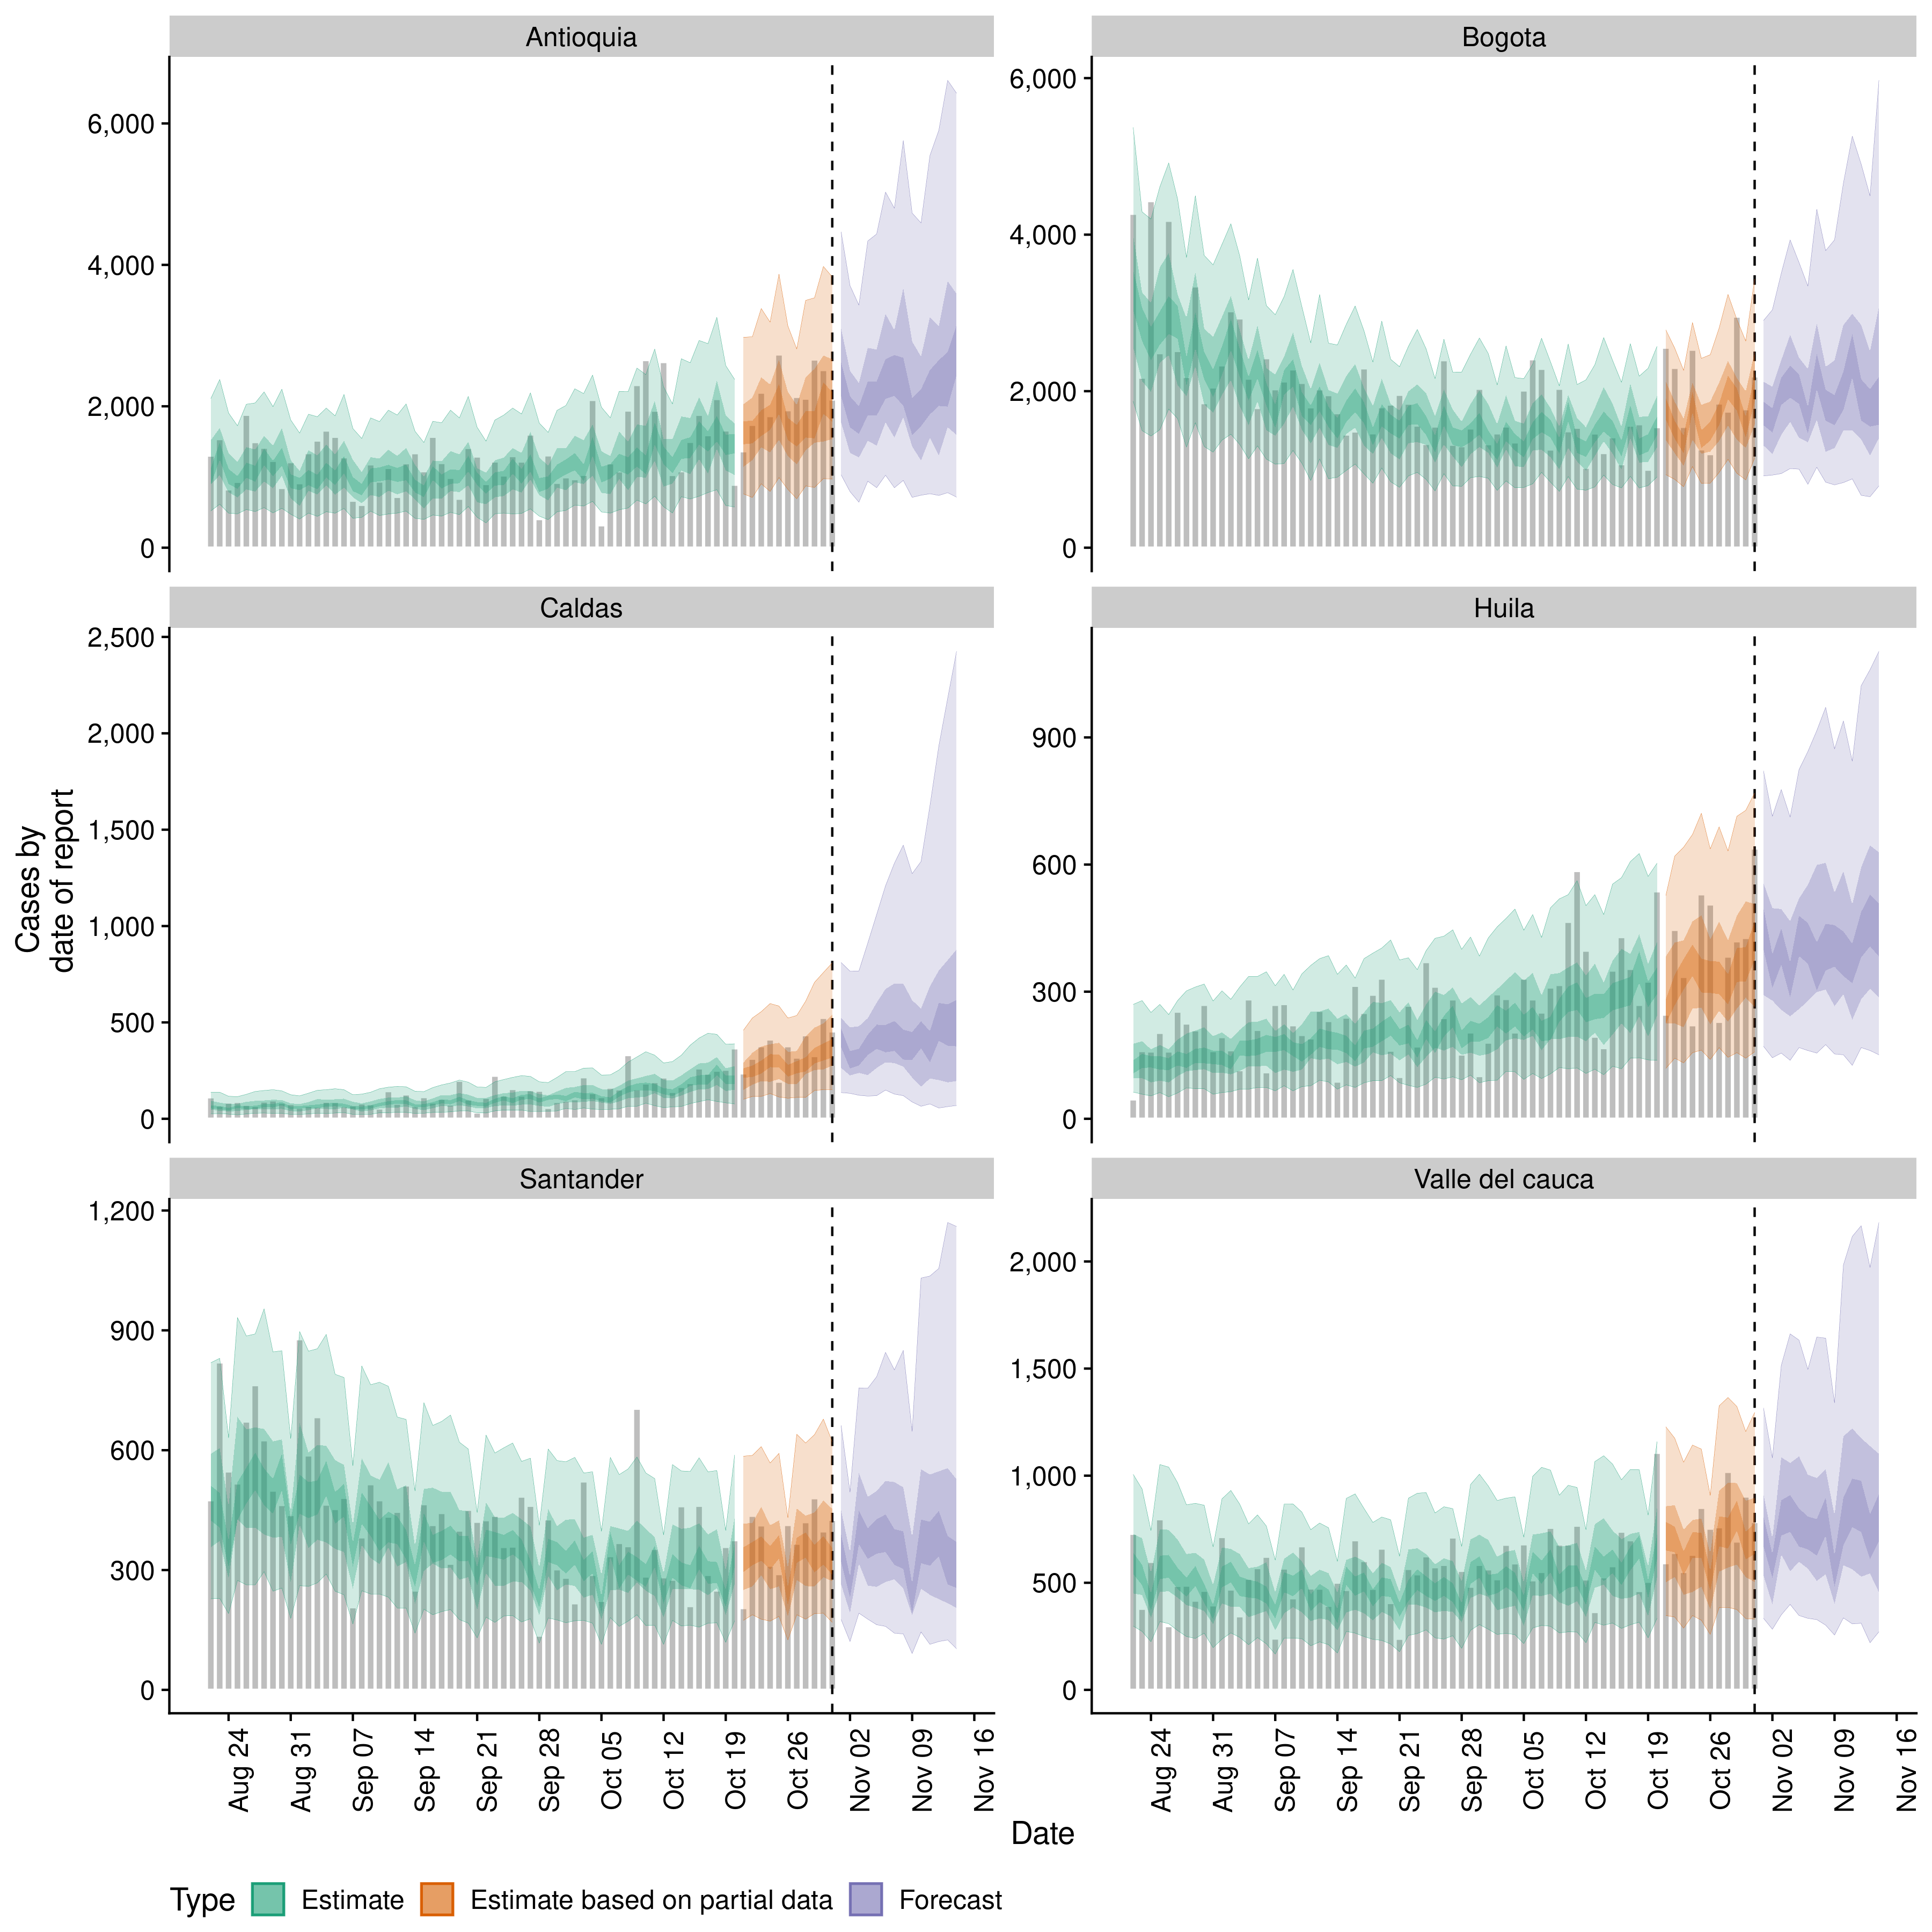 Antioquia
Bogota
6,000
4,000
2,000
0
6,000
4,000
2,000
0
Caldas
Huila
2,500
2,000
1,500
1,000
500
0
900
600
300
0
Cases by
date of report
Santander
Valle del cauca
1,200
900
600
300
0
2,000
1,500
1,000
500
0
Aug 24
Aug 31
Sep 07
Sep 14
Sep 21
Sep 28
Oct 05
Oct 12
Oct 19
Oct 26
Nov 02
Nov 09
Nov 16
Aug 24
Aug 31
Sep 07
Sep 14
Sep 21
Sep 28
Oct 05
Oct 12
Oct 19
Oct 26
Nov 02
Nov 09
Nov 16
Date
Type Estimate Estimate based on partial data Forecast